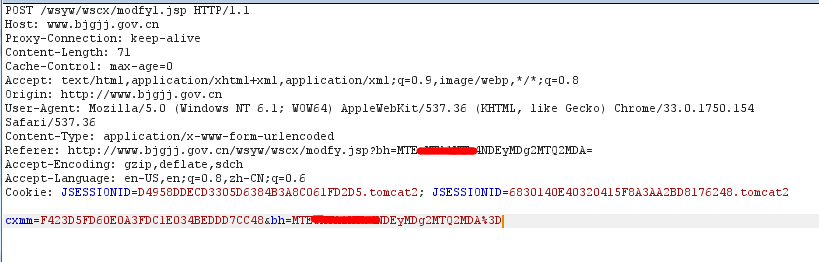 POST /wsyw/wscx/modfy1.jsp HTTP/1.1
Host: www.bjgjj.gov.cn
Proxy-Connection: keep-alive
Content-Length: 71
Cache-Control: max-age=0
Accept: text/html,application/xhtml+xml,application/xml;q=0.9,image/webp,*/*;q=0.8
Origin: http://www.bjgjj.gov.cn
User-Agent: Mozilla/5.0 (Windows NT 6.1; WOW64) AppleWebKit/537.36 (KHTML, like Gecko) Chrome/33.0.1750.154
Safari/537.36
Content-Type: application/x-www-form-urlencoded
Referer: http://www.bjgjj.gov.cn/wsyw/wscx/modfy.jsp?bh=MTE 4NDEyMDg2MTQ2MDA=
Accept-Encoding: gzip,deflate,sdch
Accept-Language: en-US,en;q=0.8,zh-CN;q=0.6
Cookie: JSESSIONID=D4958DDECD3305D6384B3A8C061FD2D5.tomcat2; JSESSIONID=6830140E40320415F8A3AA2BD8176248.tomcat2
cxmm=F423D5FD60E0A3FDC1E034BEDDD7CC48&bh=MTE NDEyMDg2MTQ2MDA%3D